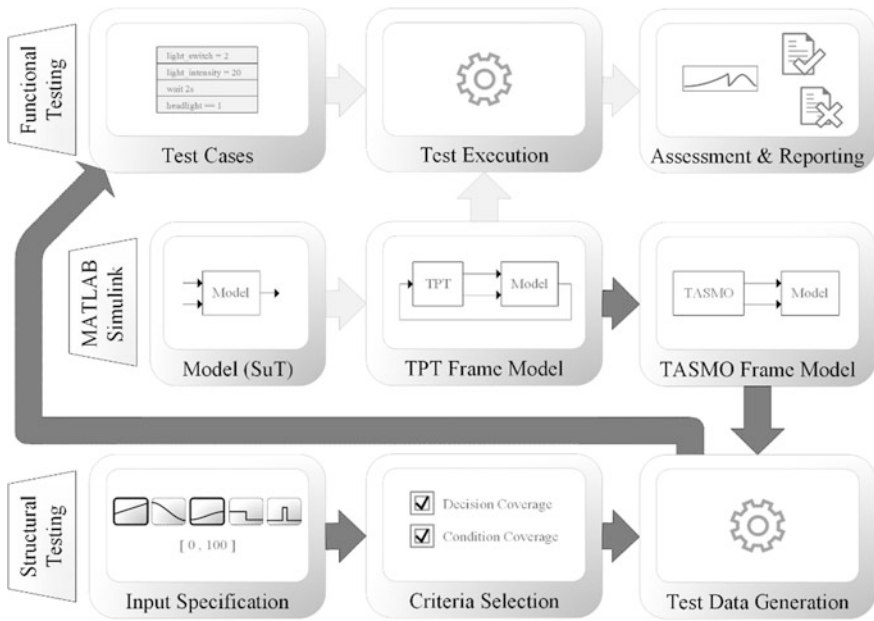 Functional
Testing
light_switch = 2
light_intensity = 20
wait 2s
headlight == 1
Test Cases
Test Execution
Assessment & Reporting
MATLAB
Simulink
Model
Model (SuT)
TPT
Model
TPT Frame Model
TASMO
Model
TASMO Frame Model
Structural
Testing
[ 0 , 100 ]
Input Specification
Decision Coverage
Condition Coverage
Criteria Selection
Test Data Generation